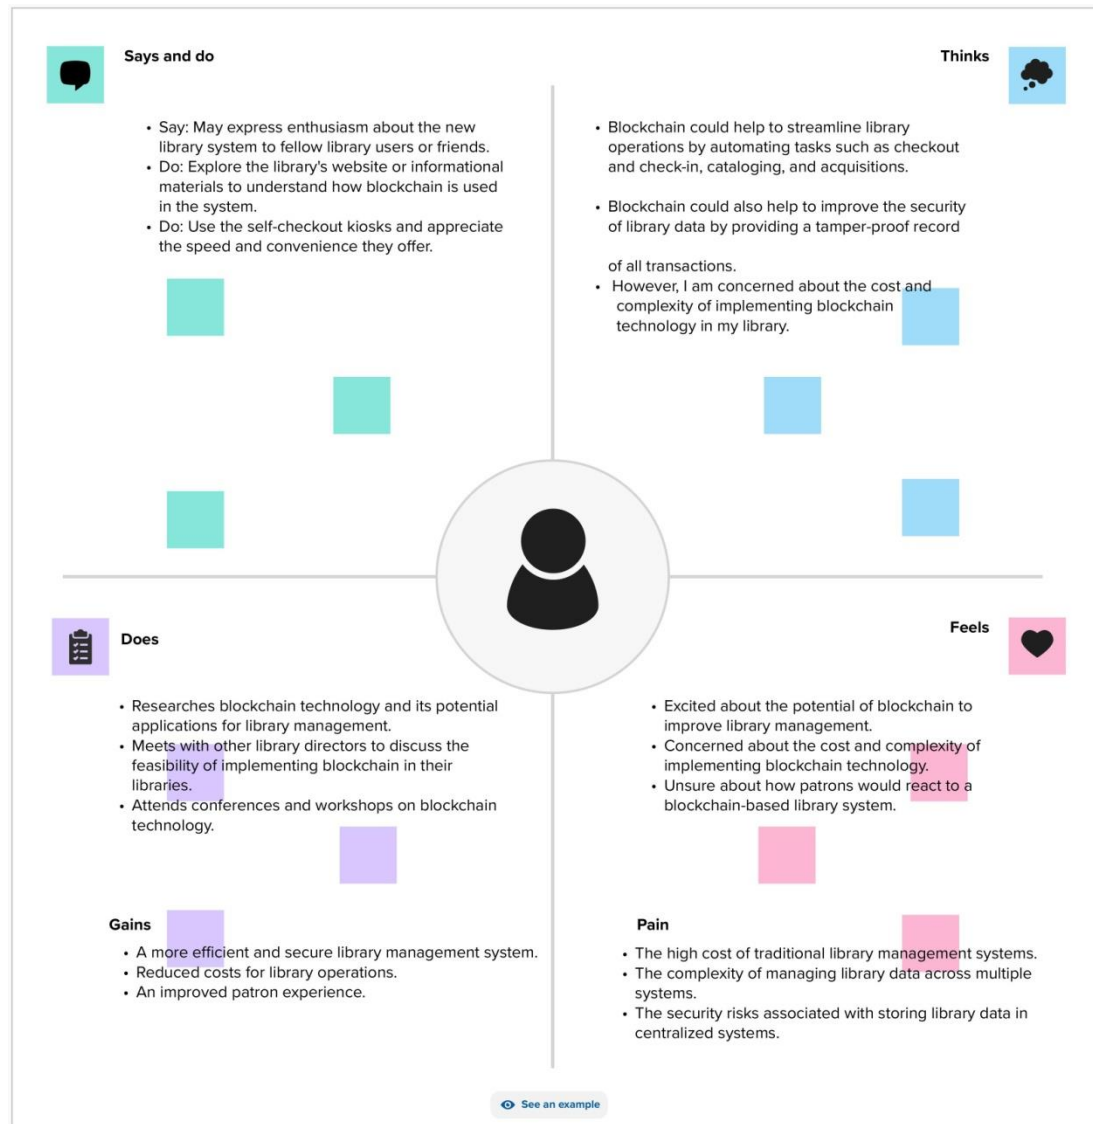 Says and do
• Say: May express enthusiasm about the new
library system to fellow library users or friends.
• Do: Explore the library's website or informational
materials to understand how blockchain is used
in the system.
• Do: Use the self-checkout kiosks and appreciate
the speed and convenience they offer.
Thinks
• Blockchain could help to streamline library
operations by automating tasks such as checkout
and check-in, cataloging, and acquisitions.
• Blockchain could also help to improve the security
of library data by providing a tamper-proof record
of all transactions.
• However, I am concerned about the cost and
complexity of implementing blockchain
technology in my library.
Does
• Researches blockchain technology and its potential
applications for library management.
• Meets with other library directors to discuss the
feasibility of implementing blockchain in their
libraries.
• Attends conferences and workshops on blockchain
technology.
Feels
• Excited about the potential of blockchain to
improve library management.
• Concerned about the cost and complexity of
implementing blockchain technology.
• Unsure about how patrons would react to a
blockchain-based library system.
Gains
• A more efficient and secure library management system.
• Reduced costs for library operations.
• An improved patron experience.
Pain
• The high cost of traditional library management systems.
• The complexity of managing library data across multiple
systems.
• The security risks associated with storing library data in
centralized systems.
See an example